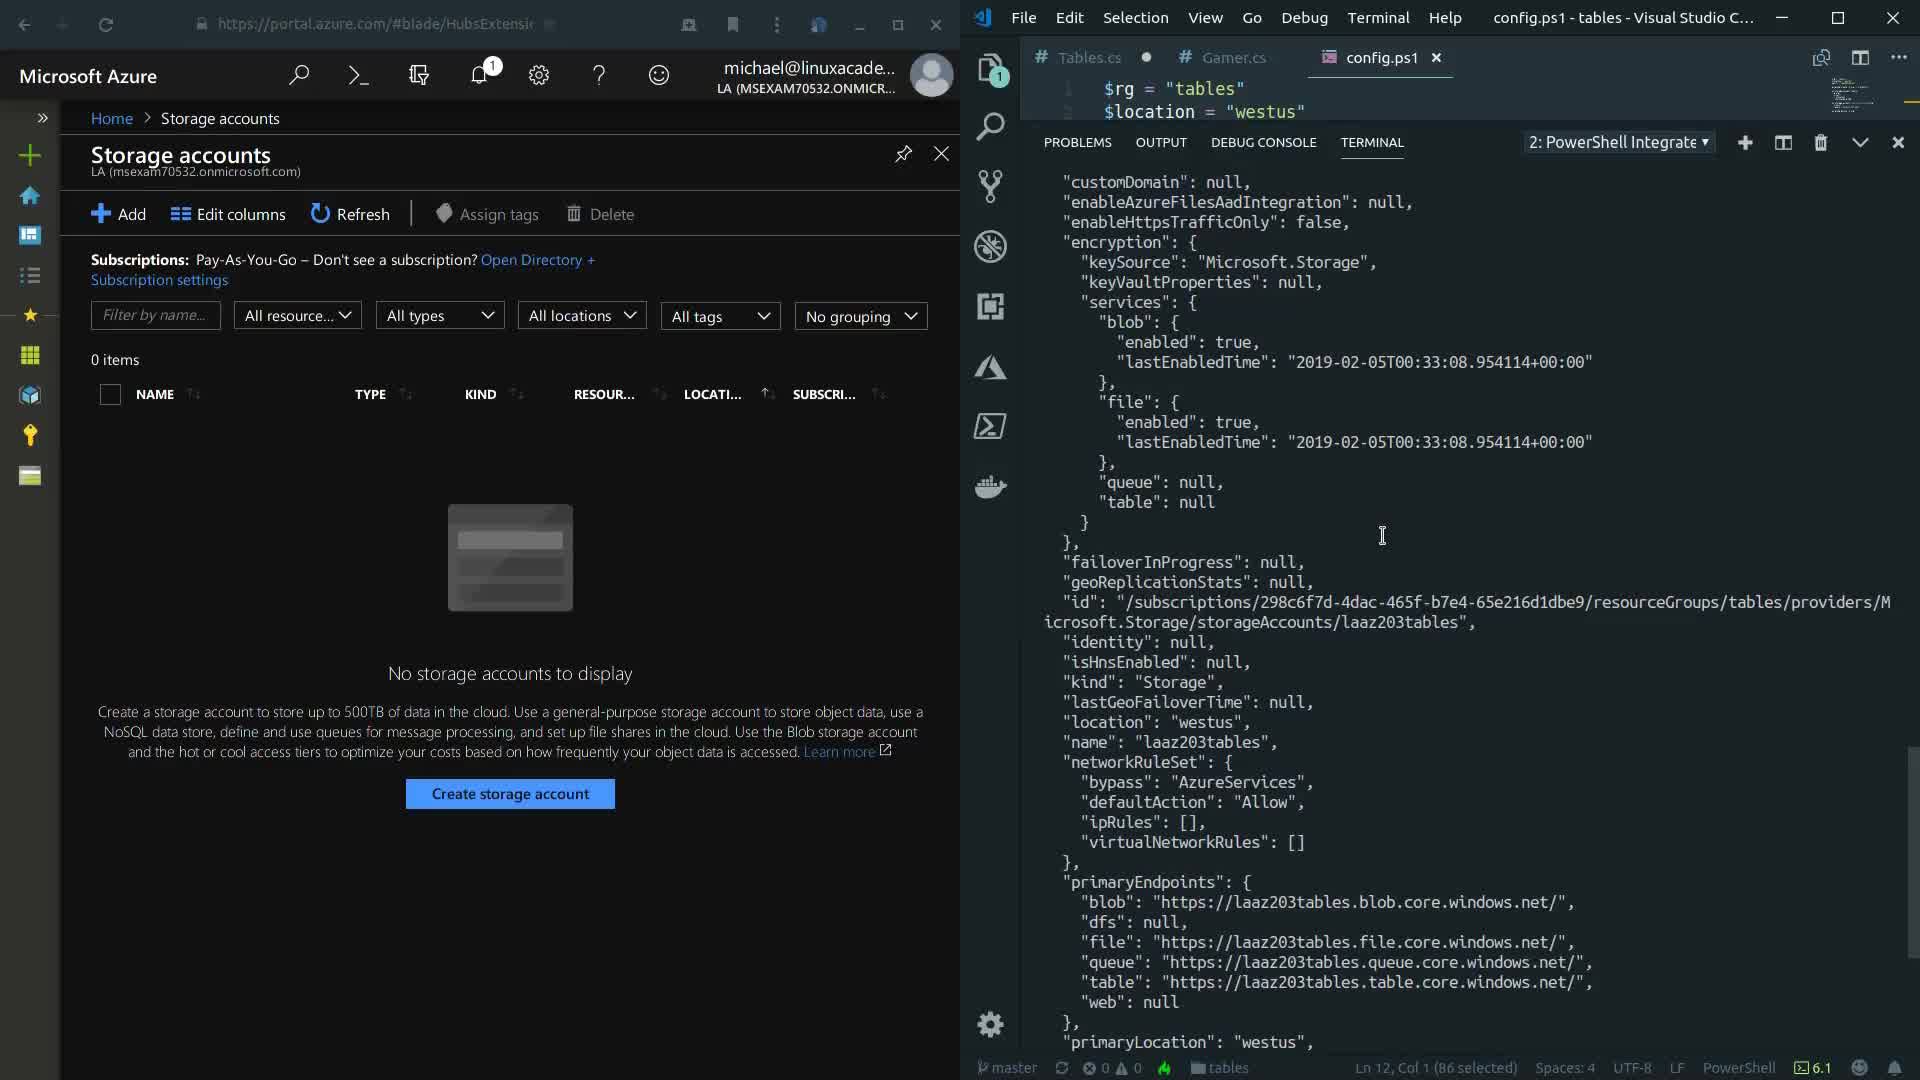 https://portal.azure.com/#blade/HubsExtensi
Microsoft Azure
1
michael@linuxacade...
LA (MSEXAM70532.ONMICR...
Home > Storage accounts
Storage accounts
LA (msexam70532.onmicrosoft.com)
Add
Edit columns
Refresh
Assign tags
Delete
Subscriptions: Pay-As-You-Go – Don't see a subscription? Open Directory +
Subscription settings
Filter by name...
All resource...
All types
All locations
All tags
No grouping
0 items
NAME
TYPE
KIND
RESOUR...
LOCATI...
SUBSCRI...
No storage accounts to display
Create a storage account to store up to 500TB of data in the cloud. Use a general-purpose storage account to store object data, use a
NoSQL data store, define and use queues for message processing, and set up file shares in the cloud. Use the Blob storage account
and the hot or cool access tiers to optimize your costs based on how frequently your object data is accessed. Learn more
Create storage account
File Edit Selection View Go Debug Terminal Help
config.ps1 - tables - Visual Studio C...
1
# Tables.cs
# Gamer.cs
config.ps1
1 $rg = "tables"
2 $location = "westus"
PROBLEMS OUTPUT DEBUG CONSOLE TERMINAL
2: PowerShell Integrate
"customDomain": null,
"enableAzureFilesAadIntegration": null,
"enableHttpsTrafficOnly": false,
"encryption": {
"keySource": "Microsoft.Storage",
"keyVaultProperties": null,
"services": {
"blob": {
"enabled": true,
"lastEnabledTime": "2019-02-05T00:33:08.954114+00:00"
},
"file": {
"enabled": true,
"lastEnabledTime": "2019-02-05T00:33:08.954114+00:00"
},
"queue": null,
"table": null
}
},
"failoverInProgress": null,
"geoReplicationStats": null,
"id": "/subscriptions/298c6f7d-4dac-465f-b7e4-65e216d1dbe9/resourceGroups/tables/providers/M
icrosoft.Storage/storageAccounts/laaz203tables",
"identity": null,
"isHnsEnabled": null,
"kind": "Storage",
"lastGeoFailoverTime": null,
"location": "westus",
"name": "laaz203tables",
"networkRuleSet": {
"bypass": "AzureServices",
"defaultAction": "Allow",
"ipRules": [],
"virtualNetworkRules": []
},
"primaryEndpoints": {
"blob": "https://laaz203tables.blob.core.windows.net/",
"dfs": null,
"file": "https://laaz203tables.file.core.windows.net/",
"queue": "https://laaz203tables.queue.core.windows.net/",
"table": "https://laaz203tables.table.core.windows.net/",
"web": null
},
"primaryLocation": "westus",
master
0
0
tables
Ln 12, Col 1 (86 selected)
Spaces: 4
UTF-8
LF
PowerShell
6.1